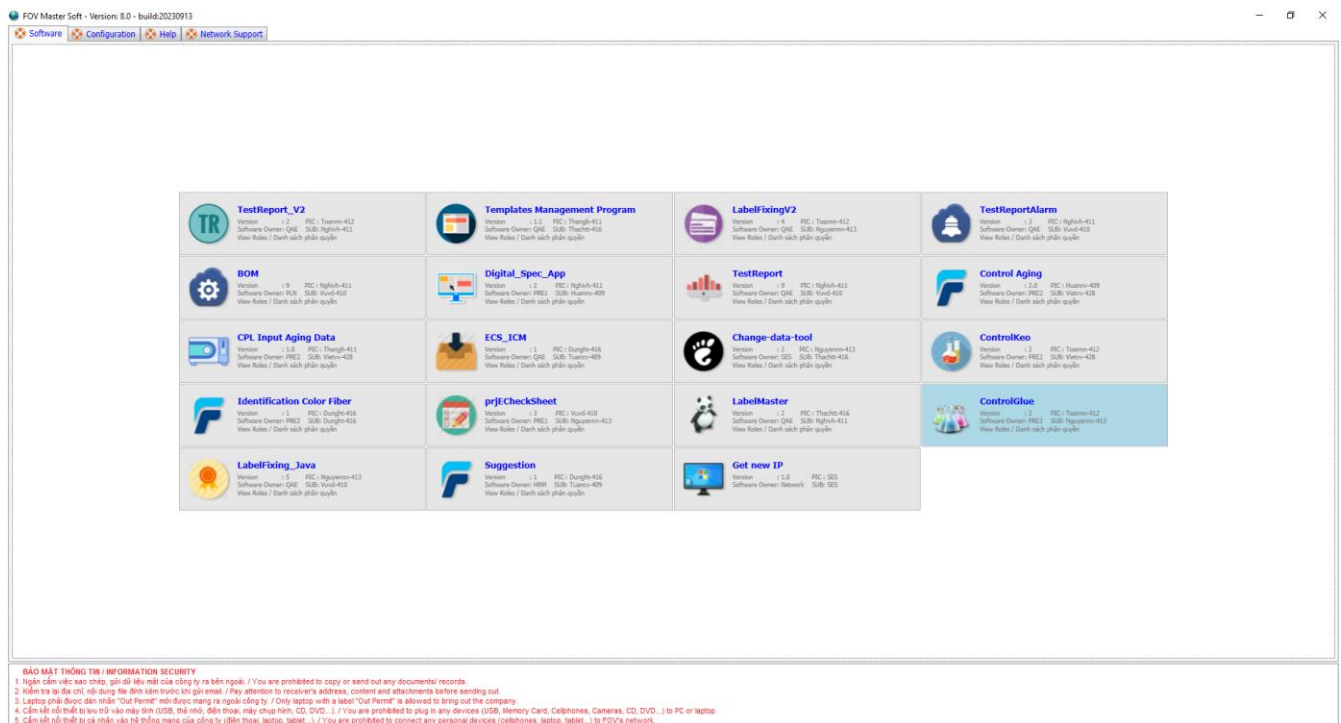 FOV Master Soft - Version: 8.0 - build:20230913
Software Configuration Help Network Support
TestReport_V2
Version : 2 PIC : Toannn-412
Software Owner: QAE SUB: Nghivh-411
View Roles / Danh sách phân quyền
Templates Management Program
Version : 1.1 PIC : Thanglt-411
Software Owner: QAE SUB: Thachtt-416
View Roles / Danh sách phân quyền
LabelFixingV2
Version : 4 PIC : Toannn-412
Software Owner: QAE SUB: Nguyennn-413
View Roles / Danh sách phân quyền
TestReportAlarm
Version : 3 PIC : Nghivh-411
Software Owner: QAE SUB: Vuvd-410
View Roles / Danh sách phân quyền
BOM
Version : 9 PIC : Nghivh-411
Software Owner: PLN SUB: Vuvd-410
View Roles / Danh sách phân quyền
Digital_Spec_App
Version : 2 PIC : Nghivh-411
Software Owner: PRE1 SUB: Huannv-409
View Roles / Danh sách phân quyền
TestReport
Version : 9 PIC : Nghivh-411
Software Owner: QAE SUB: Vuvd-410
View Roles / Danh sách phân quyền
Control Aging
Version : 2.0 PIC : Huannv-409
Software Owner: PRE2 SUB: Vietnv-428
View Roles / Danh sách phân quyền
CPL Input Aging Data
Version : 1.0 PIC : Thanglt-411
Software Owner: PRE2 SUB: Vietnv-428
View Roles / Danh sách phân quyền
ECS_ICM
Version : 1 PIC : Dunght-416
Software Owner: QAE SUB: Tuancv-409
View Roles / Danh sách phân quyền
Change-data-tool
Version : 2 PIC : Nguyennn-413
Software Owner: SES SUB: Thachtt-416
View Roles / Danh sách phân quyền
ControlKeo
Version : 2 PIC : Toannn-412
Software Owner: PRE2 SUB: Vietnv-428
View Roles / Danh sách phân quyền
Identification Color Fiber
Version : 1 PIC : Dunght-416
Software Owner: PRE2 SUB: Dunght-416
View Roles / Danh sách phân quyền
prjECheckSheet
Version : 3 PIC : Vuvd-410
Software Owner: PRE1 SUB: Nguyennn-413
View Roles / Danh sách phân quyền
LabelMaster
Version : 2 PIC : Thachtt-416
Software Owner: QAE SUB: Nghivh-411
View Roles / Danh sách phân quyền
ControlGlue
Version : 2 PIC : Toannn-412
Software Owner: PRE2 SUB: Nguyennn-413
View Roles / Danh sách phân quyền
LabelFixing_Java
Version : 5 PIC : Nguyennn-413
Software Owner: QAE SUB: Vuvd-410
View Roles / Danh sách phân quyền
Suggestion
Version : 1 PIC : Dunght-416
Software Owner: HRM SUB: Tuancv-409
View Roles / Danh sách phân quyền
Get new IP
Version : 1.0 PIC : SES
Software Owner: Network SUB: SES
BẢO MẬT THÔNG TIN / INFORMATION SECURITY
1. Ngăn cấm việc sao chép, gửi dữ liệu mật của công ty ra bên ngoài. / You are prohibited to copy or send out any documents/ records.
2. Kiểm tra lại địa chỉ, nội dung file đính kèm trước khi gửi email. / Pay attention to receiver's address, content and attachments before sending out.
3. Laptop phải được dán nhãn "Out Permit" mới được mang ra ngoài công ty. / Only laptop with a label "Out Permit" is allowed to bring out the company.
4. Cấm kết nối thiết bị lưu trữ vào máy tính (USB, thẻ nhớ, điện thoại, máy chụp hình, CD, DVD...). / You are prohibited to plug in any devices (USB, Memory Card, Cellphones, Cameras, CD, DVD...) to PC or laptop.
5. Cấm kết nối thiết bị cá nhân vào hệ thống mạng của công ty (điện thoại, laptop, tablet...). / You are prohibited to connect any personal devices (cellphones, laptop, tablet...) to FOV's network.
TR